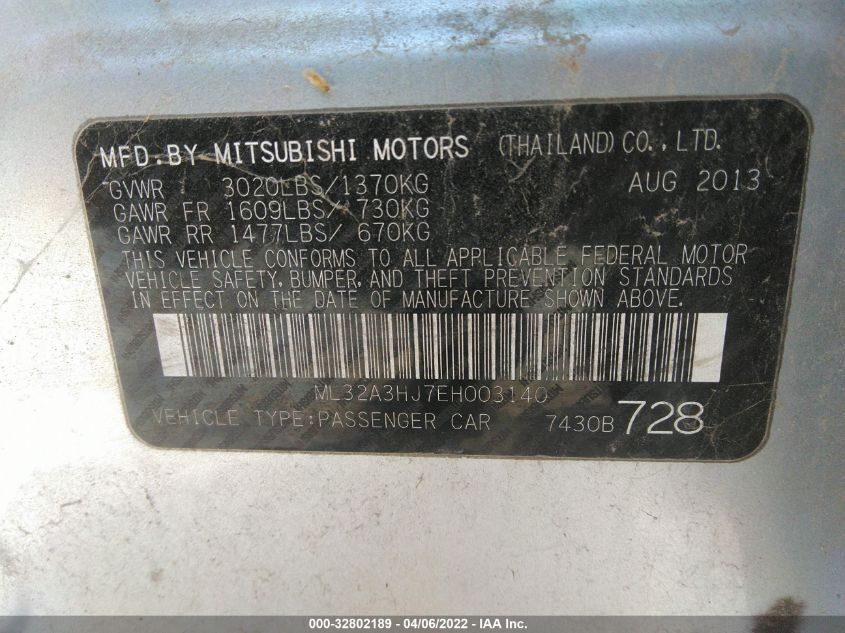 MFD.BY MITSUBISHI MOTORS (THAILAND) CO., LTD.
GVWR 3020LBS/1370KG AUG 2013
GAWR FR 1609LBS/ 730KG
GAWR RR 1477LBS/ 670KG
THIS VEHICLE CONFORMS TO ALL APPLICABLE FEDERAL MOTOR
VEHICLE SAFETY, BUMPER, AND THEFT PREVENTION STANDARDS
IN EFFECT ON THE DATE OF MANUFACTURE SHOWN ABOVE.
ML32A3HJ7EH003140
VEHICLE TYPE:PASSENGER CAR 7430B 728
000-32802189 - 04/06/2022 - IAA Inc.